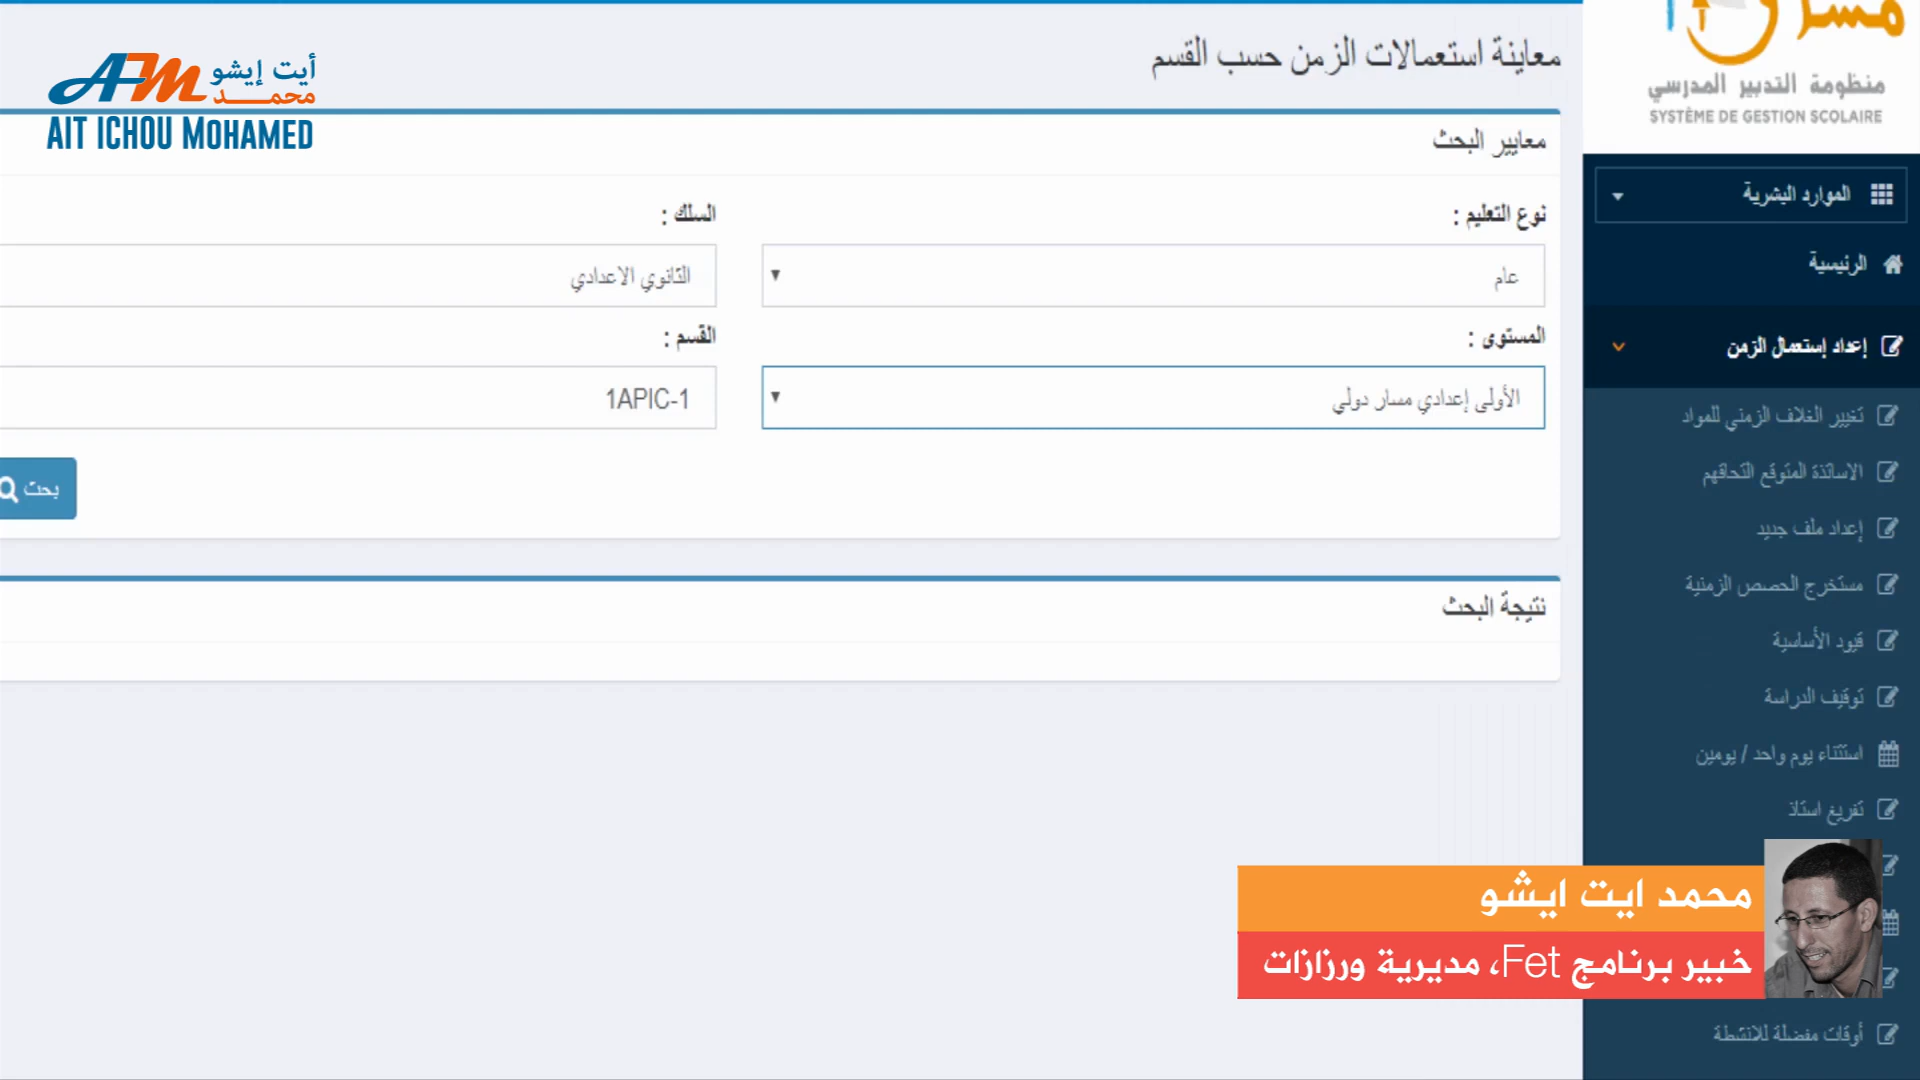 أيت إيشو
محمد
AIT ICHOU MOHAMED
منظومة التدبير المدرسي
SYSTÈME DE GESTION SCOLAIRE
معاينة استعمالات الزمن حسب القسم
معايير البحث
نوع التعليم :
عام
السلك :
الثانوي الاعدادي
المستوى :
الأولى إعدادي مسار دولي
القسم :
1APIC-1
بحث
نتيجة البحث
الموارد البشرية
الرئيسية
إعداد إستعمال الزمن
تغيير الغلاف الزمني للمواد
الاساتذة المتوقع التحاقهم
إعداد ملف جديد
مستخرج الحصص الزمنية
قيود الأساسية
توقيف الدراسة
استثناء يوم واحد / يومين
تفريغ استاذ
أوقات مفضلة للانشطة
محمد ايت ايشو
خبير برنامج Fet، مديرية ورزازات